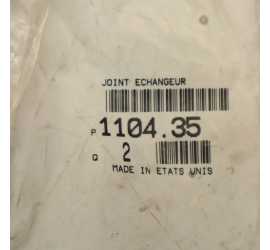 JOINT ECHANGEUR
P 1104.35
Q 2
MADE IN ETATS UNIS